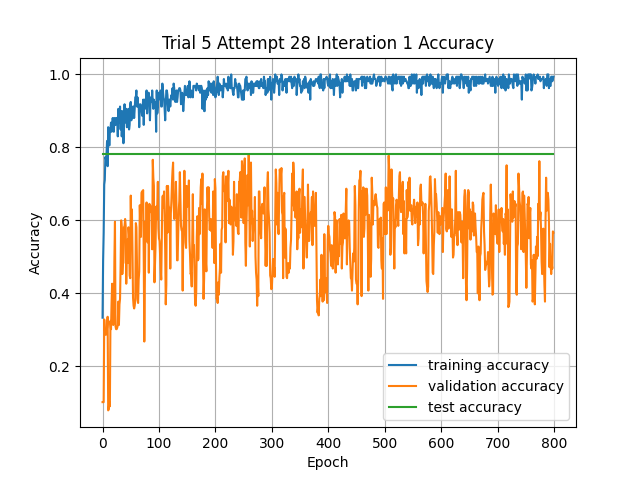 Trial 5 Attempt 28 Interation 1 Accuracy
1.0
0.8
0.6
0.4
0.2
Accuracy
training accuracy
validation accuracy
test accuracy
0 100 200 300 400 500 600 700 800
Epoch